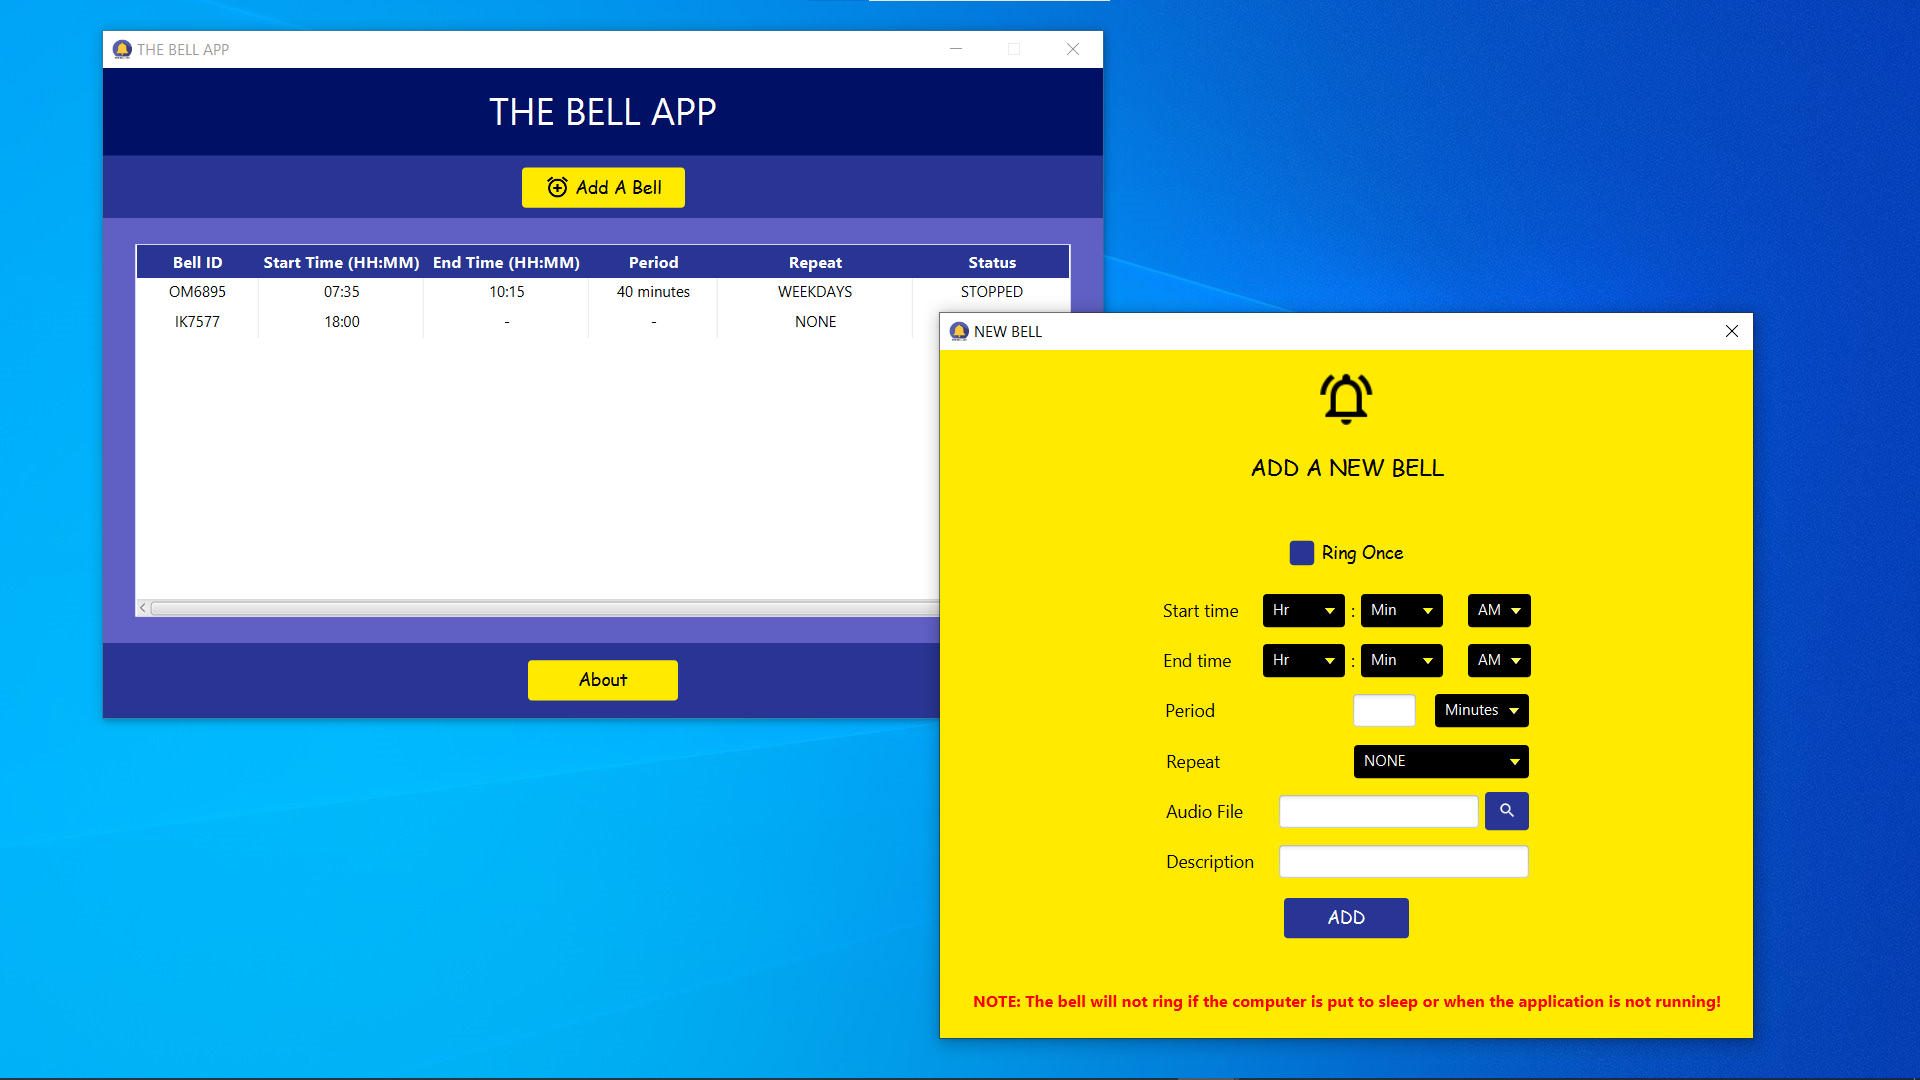 THE BELL APP
THE BELL APP
Add A Bell
Bell ID Start Time (HH:MM) End Time (HH:MM) Period Repeat Status
OM6895 07:35 10:15 40 minutes WEEKDAYS STOPPED
IK7577 18:00 - - NONE
About
NEW BELL
ADD A NEW BELL
Ring Once
Start time Hr : Min AM
End time Hr : Min AM
Period Minutes
Repeat NONE
Audio File
Description
ADD
NOTE: The bell will not ring if the computer is put to sleep or when the application is not running!